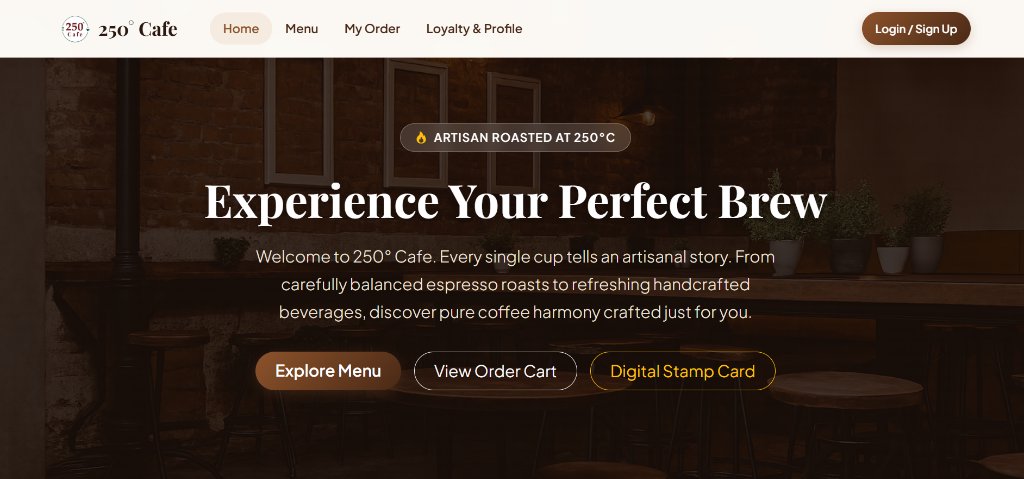 250°
Cafe
250° Cafe
Home
Menu
My Order
Loyalty & Profile
Login / Sign Up
ARTISAN ROASTED AT 250°C
Experience Your Perfect Brew
Welcome to 250° Cafe. Every single cup tells an artisanal story. From
carefully balanced espresso roasts to refreshing handcrafted
beverages, discover pure coffee harmony crafted just for you.
Explore Menu
View Order Cart
Digital Stamp Card